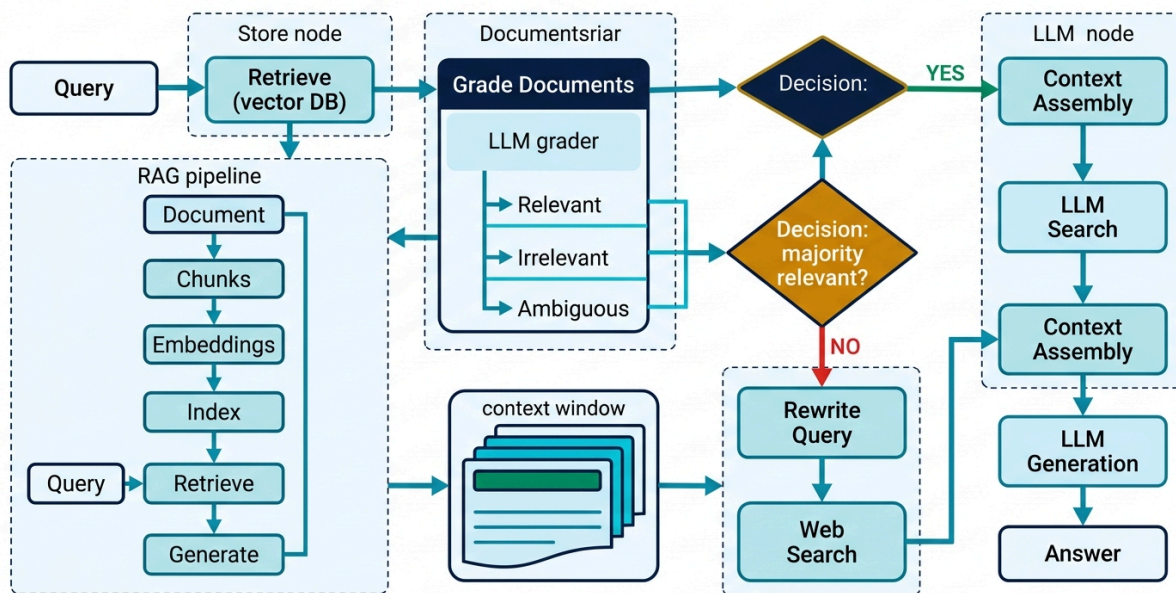 Store node
Query
Retrieve
(vector DB)
Documentsriar
Grade Documents
LLM grader
Relevant
Irrelevant
Ambiguous
Decision:
YES
Decision:
majority
relevant?
NO
LLM node
Context
Assembly
LLM
Search
Context
Assembly
LLM
Generation
Answer
RAG pipeline
Document
Chunks
Embeddings
Index
Query
Retrieve
Generate
context window
Rewrite
Query
Web
Search